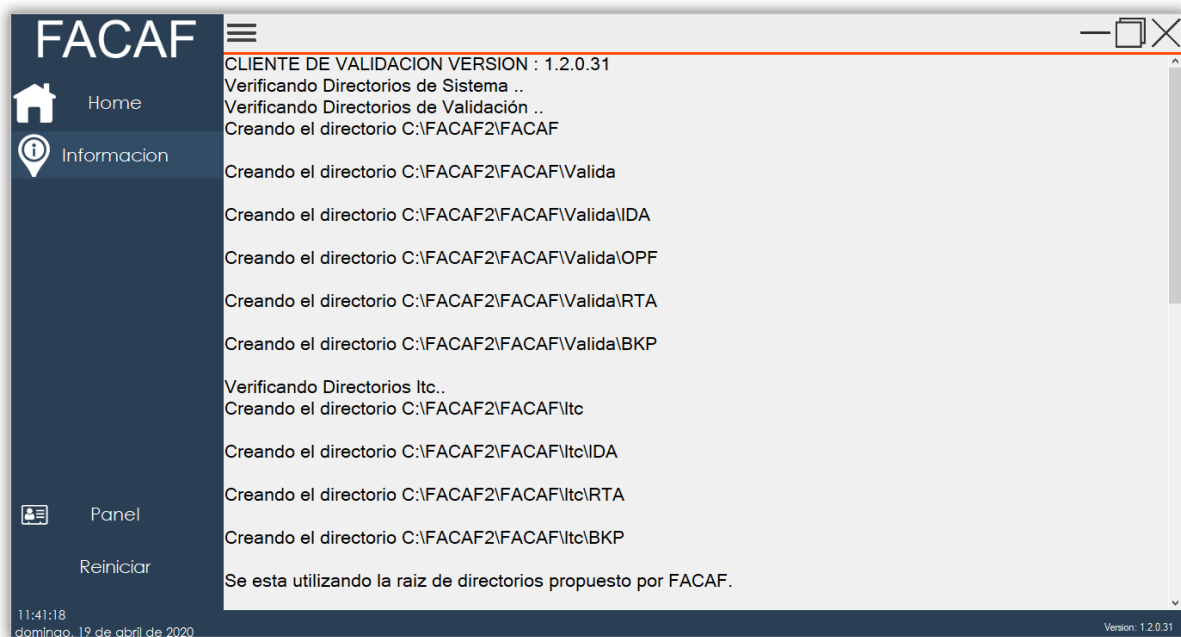 FACAF
Home
Informacion
Panel
Reiniciar
11:41:18
domingo, 19 de abril de 2020
CLIENTE DE VALIDACION VERSION : 1.2.0.31
Verificando Directorios de Sistema ..
Verificando Directorios de Validación ..
Creando el directorio C:\FACAF2\FACAF
Creando el directorio C:\FACAF2\FACAF\Valida
Creando el directorio C:\FACAF2\FACAF\Valida\IDA
Creando el directorio C:\FACAF2\FACAF\Valida\OPF
Creando el directorio C:\FACAF2\FACAF\Valida\RTA
Creando el directorio C:\FACAF2\FACAF\Valida\BKP
Verificando Directorios Itc..
Creando el directorio C:\FACAF2\FACAF\Itc
Creando el directorio C:\FACAF2\FACAF\Itc\IDA
Creando el directorio C:\FACAF2\FACAF\Itc\RTA
Creando el directorio C:\FACAF2\FACAF\Itc\BKP
Se esta utilizando la raiz de directorios propuesto por FACAF.
Version: 1.2.0.31